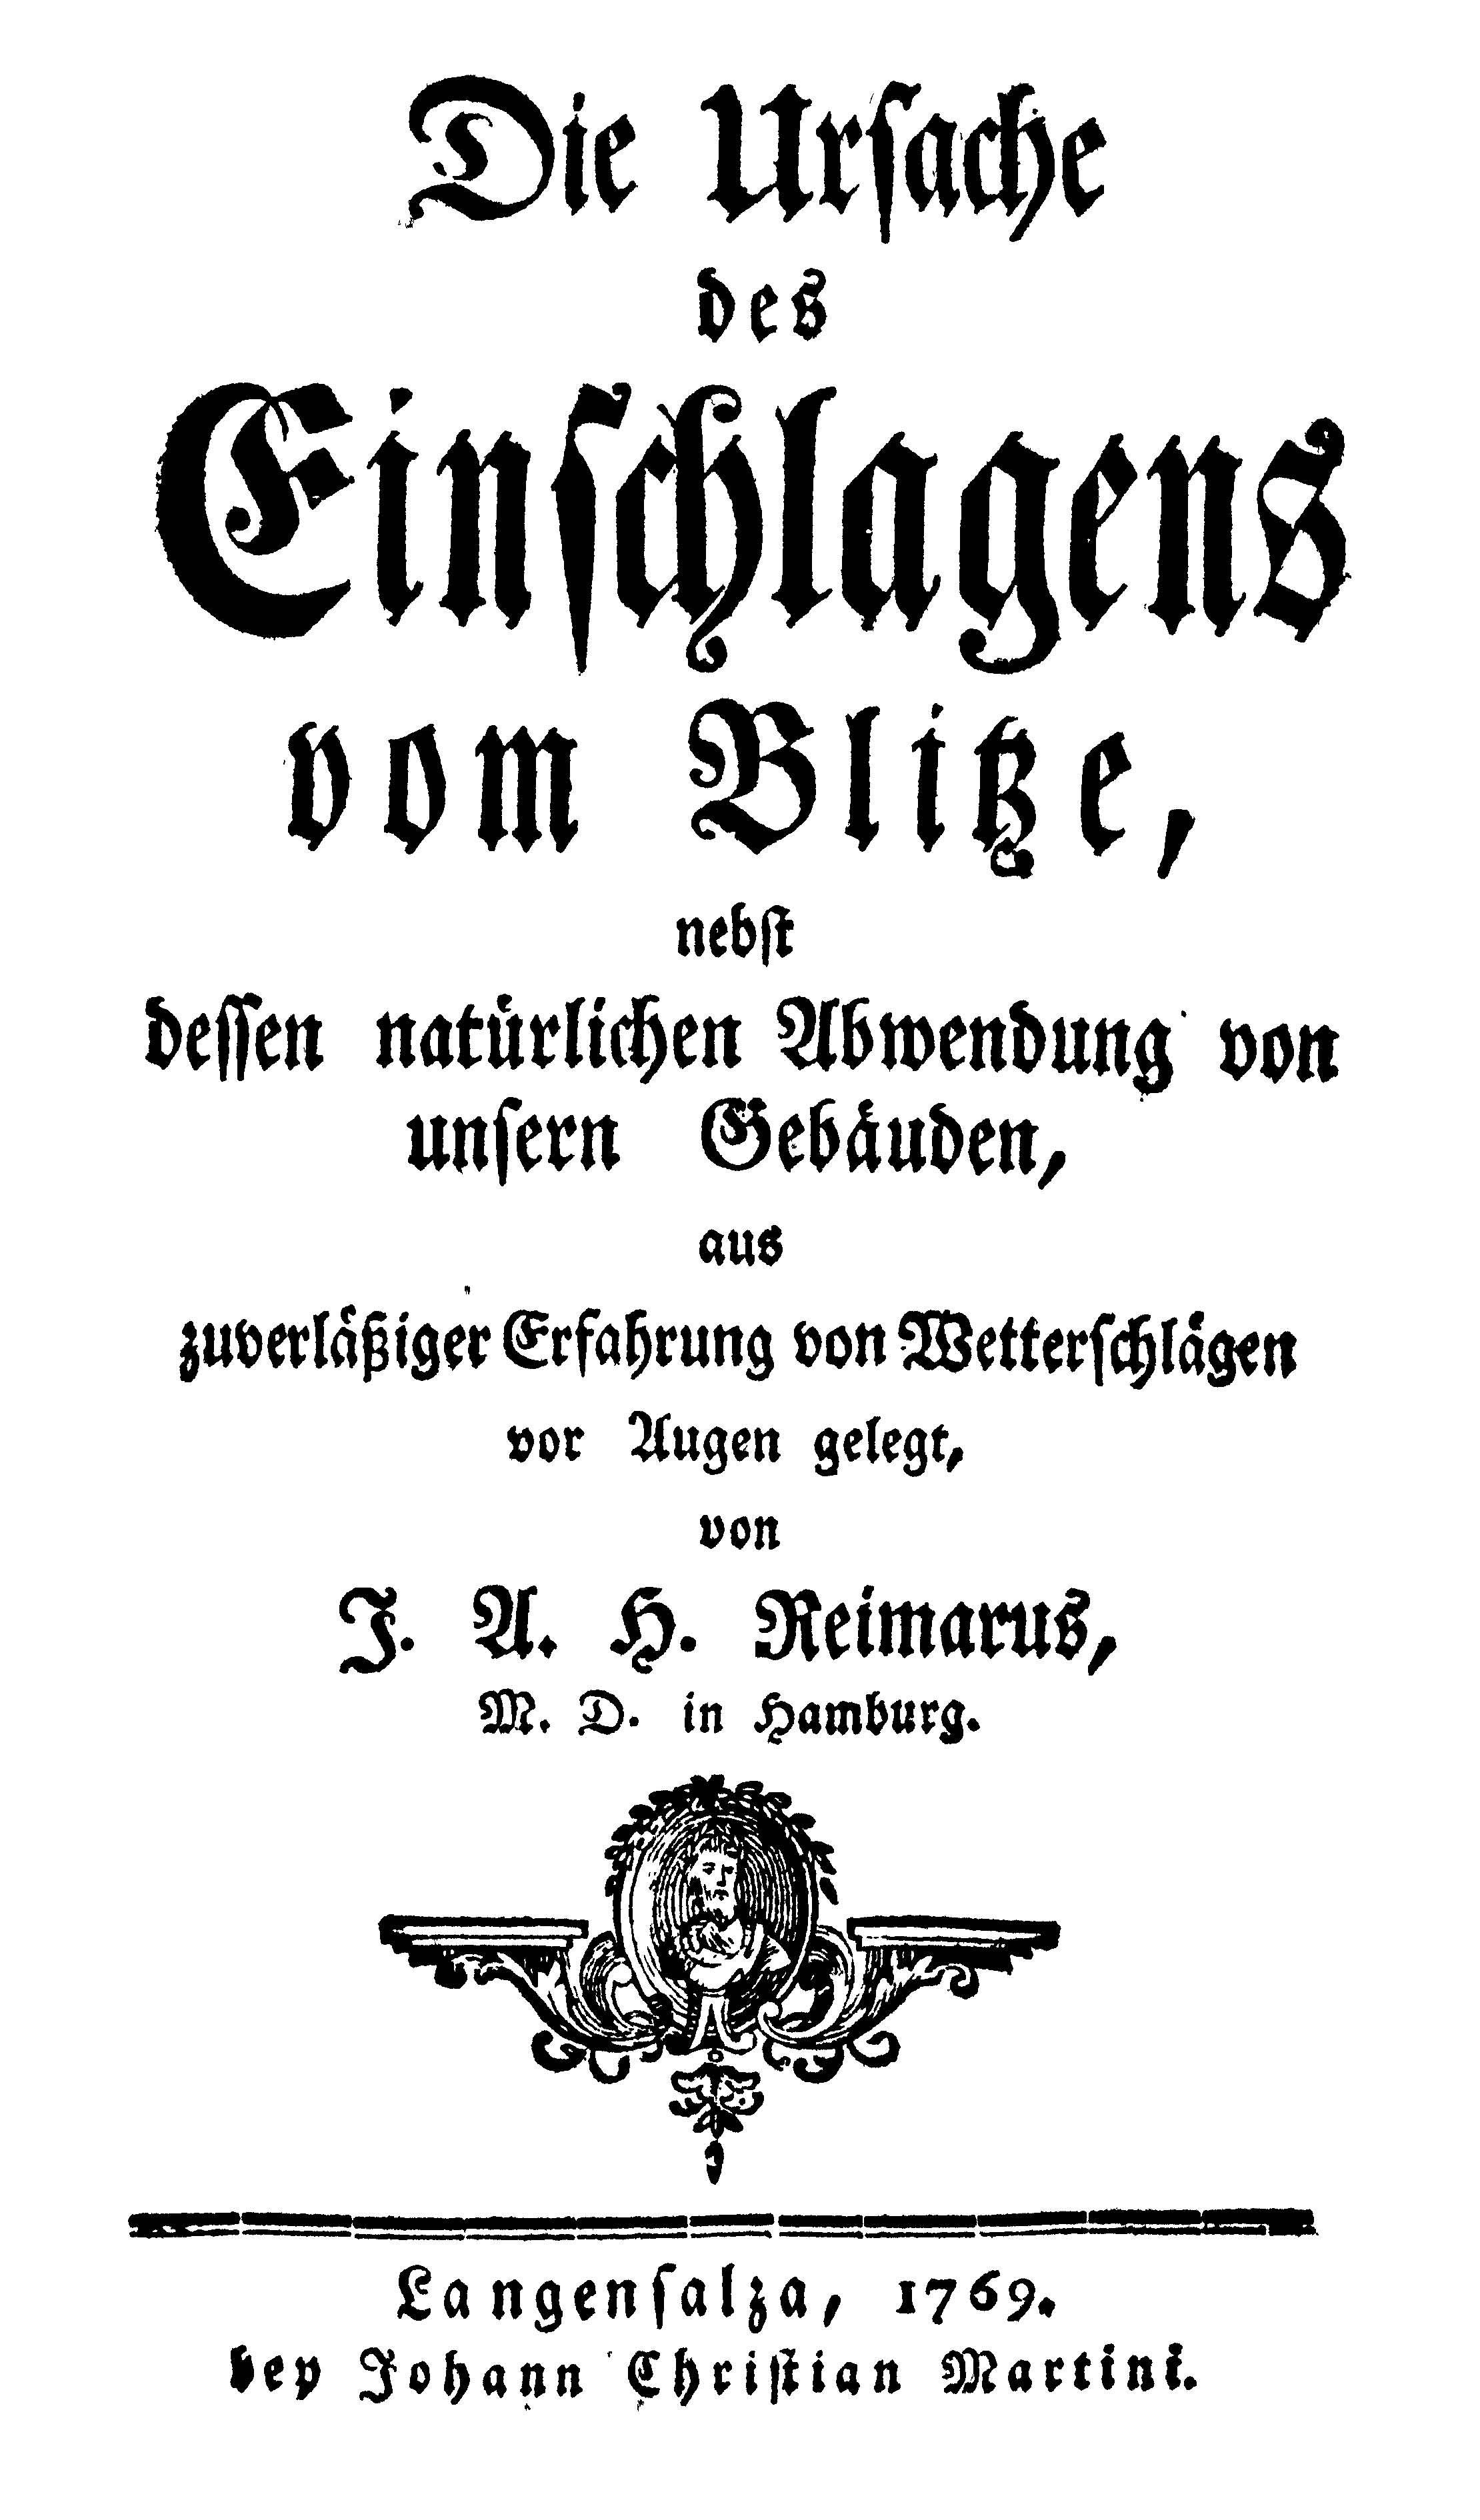 Die Urſache
des
Einſchlagens
vom Blitze,
nebſt
deſſen natürlichen Abwendung von
unſern Gebäuden,
aus
zuverläßiger Erfahrung von Wetterſchlägen
vor Augen gelegt,
von
J. A. H. Reimarus,
M. D. in Hamburg.
Langenſalza, 1769.
bey Johann Chriſtian Martini.